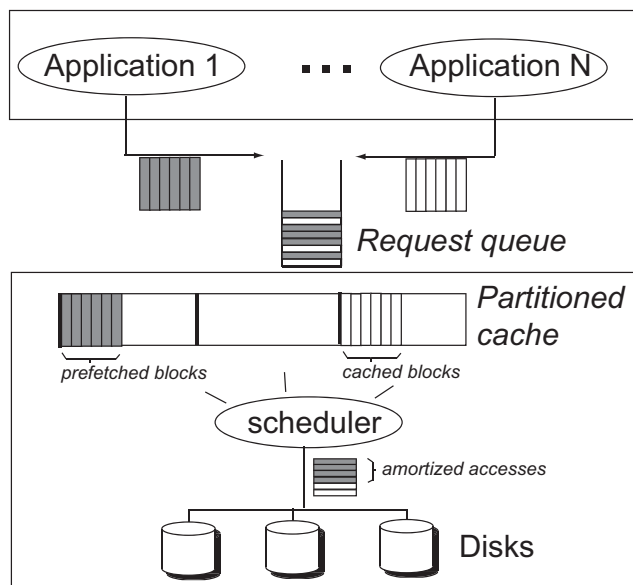 Application 1
Application N
Request queue
Partitioned
cache
prefetched blocks
cached blocks
scheduler
amortized accesses
Disks